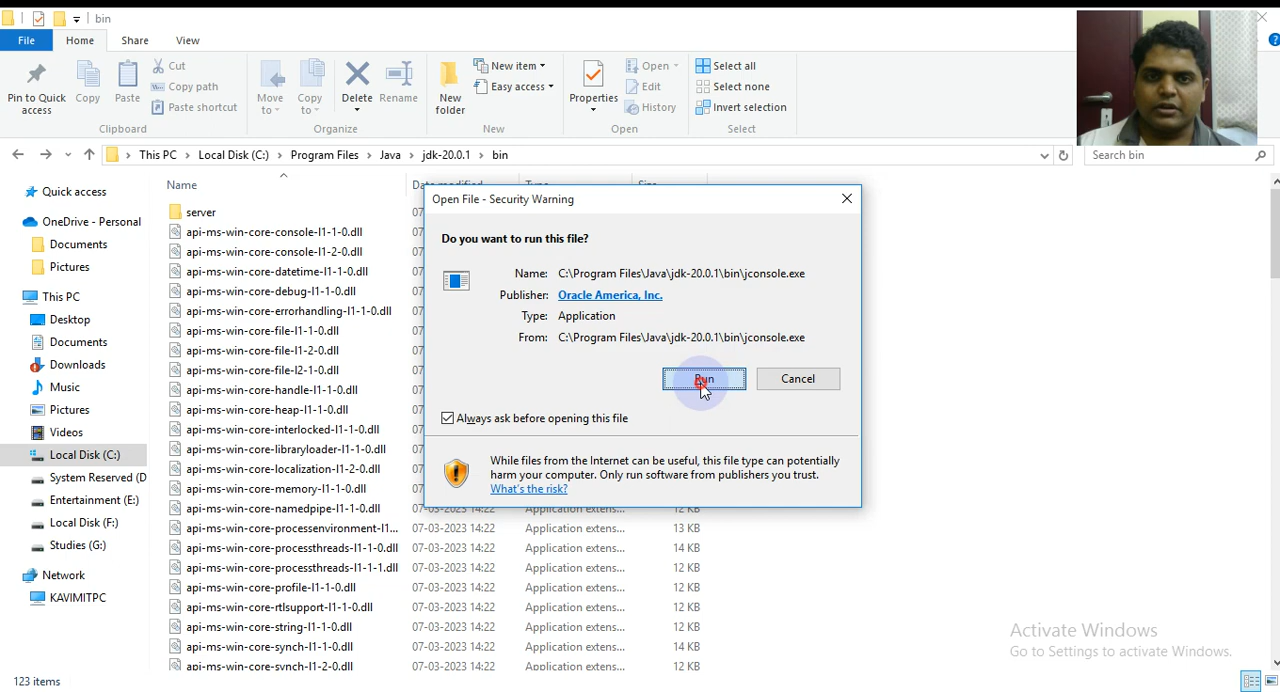 bin
File
Home
Share
View
Pin to Quick access
Copy
Paste
Cut
Copy path
Paste shortcut
Clipboard
Move to
Copy to
Delete
Rename
Organize
New folder
New item
Easy access
New
Properties
Open
Edit
History
Open
Select all
Select none
Invert selection
Select
This PC > Local Disk (C:) > Program Files > Java > jdk-20.0.1 > bin
Search bin
Quick access
OneDrive - Personal
Documents
Pictures
This PC
Desktop
Documents
Downloads
Music
Pictures
Videos
Local Disk (C:)
System Reserved (D
Entertainment (E:)
Local Disk (F:)
Studies (G:)
Network
KAVIMITPC
Name
Date modified
Type
Size
server
api-ms-win-core-console-l1-1-0.dll
api-ms-win-core-console-l1-2-0.dll
api-ms-win-core-datetime-l1-1-0.dll
api-ms-win-core-debug-l1-1-0.dll
api-ms-win-core-errorhandling-l1-1-0.dll
api-ms-win-core-file-l1-1-0.dll
api-ms-win-core-file-l1-2-0.dll
api-ms-win-core-file-l2-1-0.dll
api-ms-win-core-handle-l1-1-0.dll
api-ms-win-core-heap-l1-1-0.dll
api-ms-win-core-interlocked-l1-1-0.dll
api-ms-win-core-libraryloader-l1-1-0.dll
api-ms-win-core-localization-l1-2-0.dll
api-ms-win-core-memory-l1-1-0.dll
api-ms-win-core-namedpipe-l1-1-0.dll 07-03-2023 14:22 Application extens... 12 KB
api-ms-win-core-processenvironment-l1... 07-03-2023 14:22 Application extens... 13 KB
api-ms-win-core-processthreads-l1-1-0.dll 07-03-2023 14:22 Application extens... 14 KB
api-ms-win-core-processthreads-l1-1-1.dll 07-03-2023 14:22 Application extens... 12 KB
api-ms-win-core-profile-l1-1-0.dll 07-03-2023 14:22 Application extens... 12 KB
api-ms-win-core-rtlsupport-l1-1-0.dll 07-03-2023 14:22 Application extens... 12 KB
api-ms-win-core-string-l1-1-0.dll 07-03-2023 14:22 Application extens... 12 KB
api-ms-win-core-synch-l1-1-0.dll 07-03-2023 14:22 Application extens... 14 KB
api-ms-win-core-synch-l1-2-0.dll 07-03-2023 14:22 Application extens... 12 KB
Open File - Security Warning
Do you want to run this file?
Name: C:\Program Files\Java\jdk-20.0.1\bin\jconsole.exe
Publisher: Oracle America, Inc.
Type: Application
From: C:\Program Files\Java\jdk-20.0.1\bin\jconsole.exe
Run
Cancel
Always ask before opening this file
While files from the Internet can be useful, this file type can potentially
harm your computer. Only run software from publishers you trust.
What's the risk?
Activate Windows
Go to Settings to activate Windows.
123 items